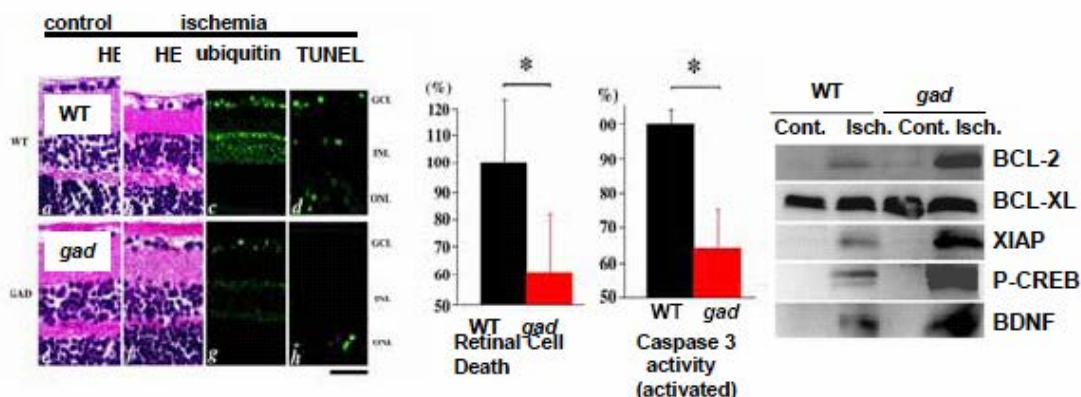 control ischemia
HE HE ubiquitin TUNEL
WT
WT
GCL
INL
ONL
a b c d
gad
GAD
GCL
INL
ONL
e f g h
*
(%)
120
110
100
90
80
70
60
50
WT gad
Retinal Cell
Death
*
%)
00
90
80
70
60
50
WT gad
Caspase 3
activity
(activated)
WT gad
Cont. Isch. Cont. Isch.
BCL-2
BCL-XL
XIAP
P-CREB
BDNF